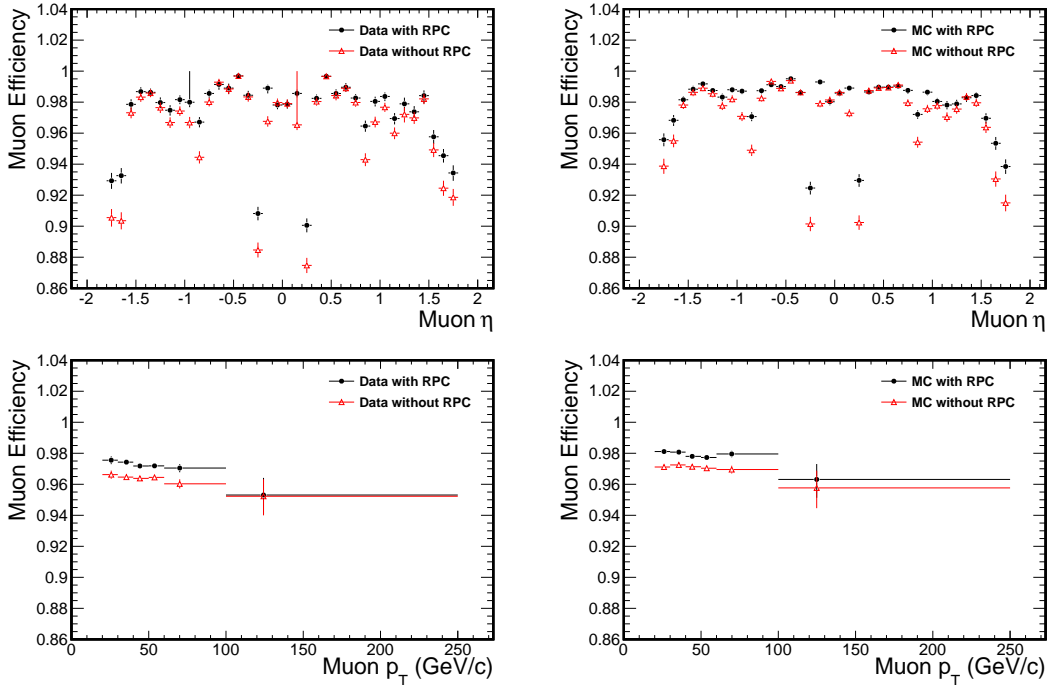 1.04
1.02
1
0.98
0.96
0.94
0.92
0.9
0.88
0.86
-2 -1.5 -1 -0.5 0 0.5 1 1.5 2
Muon Efficiency
Muon η
Data with RPC
Data without RPC
1.04
1.02
1
0.98
0.96
0.94
0.92
0.9
0.88
0.86
-2 -1.5 -1 -0.5 0 0.5 1 1.5 2
Muon Efficiency
Muon η
MC with RPC
MC without RPC
1.04
1.02
1
0.98
0.96
0.94
0.92
0.9
0.88
0.86
0 50 100 150 200 250
Muon Efficiency
Muon p_T (GeV/c)
Data with RPC
Data without RPC
1.04
1.02
1
0.98
0.96
0.94
0.92
0.9
0.88
0.86
0 50 100 150 200 250
Muon Efficiency
Muon p_T (GeV/c)
MC with RPC
MC without RPC